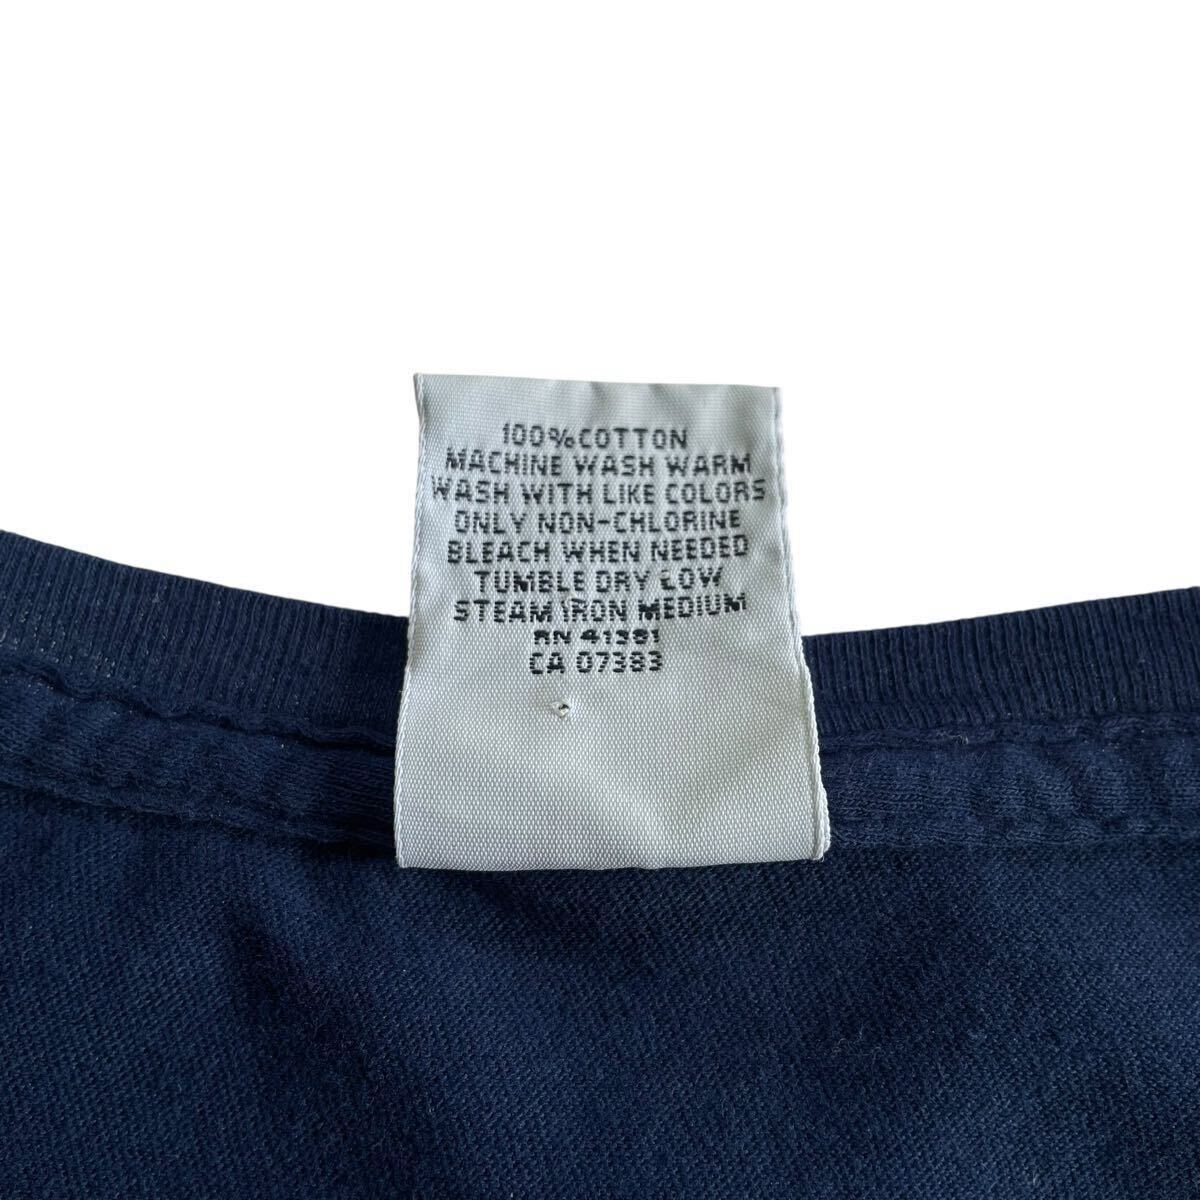 100% COTTON
MACHINE WASH WARM
WASH WITH LIKE COLORS
ONLY NON-CHLORINE
BLEACH WHEN NEEDED
TUMBLE DRY LOW
STEAM IRON MEDIUM
RN 41381
CA 07383